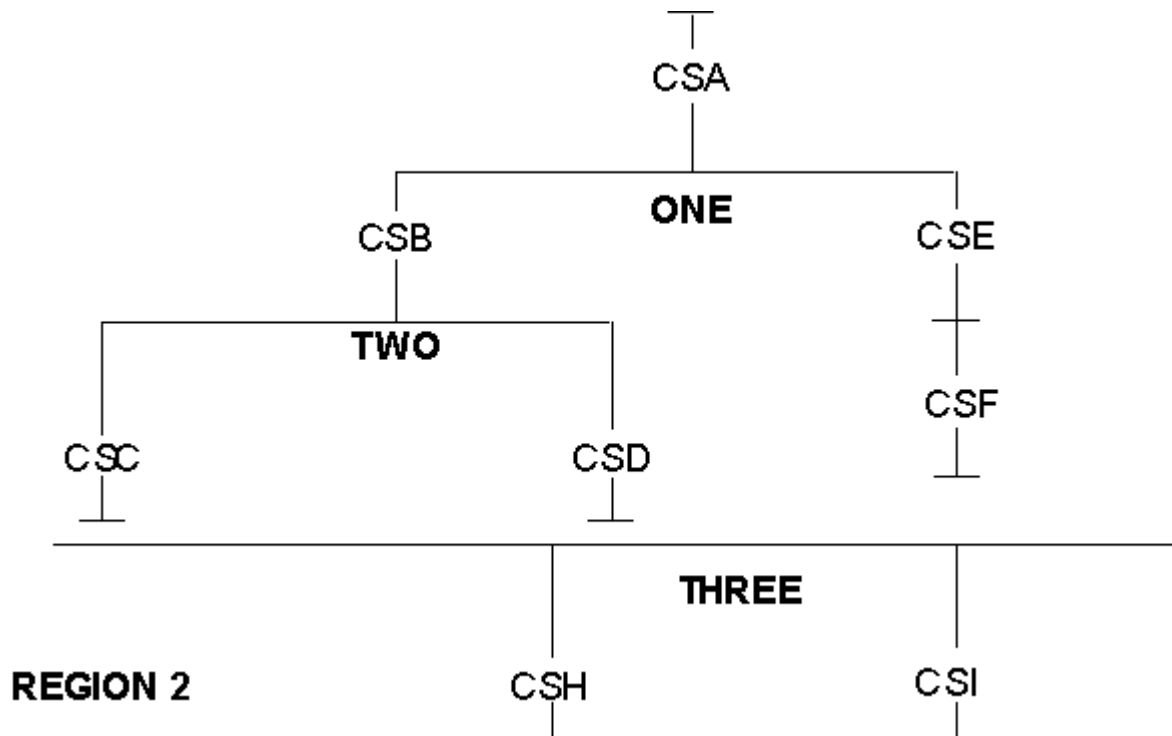 CSA
ONE
CSB
CSE
TWO
CSF
CSC
CSD
THREE
REGION 2
CSH
CSI